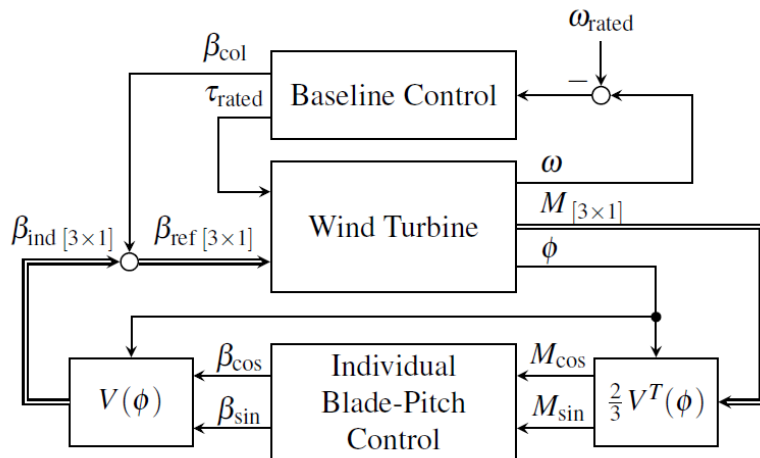 ω_rated
β_col
τ_rated
Baseline Control
−
ω
M [3×1]
β_ind [3×1]
β_ref [3×1]
Wind Turbine
ϕ
V(ϕ)
β_cos
β_sin
Individual
Blade-Pitch
Control
M_cos
M_sin
2/3 V^T(ϕ)